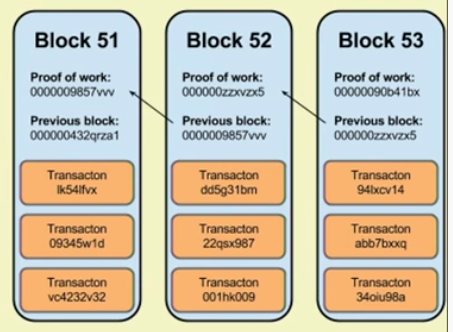 Block 51
Proof of work:
0000009857vvv
Previous block:
000000432qrza1
Transacton
lk54lfvx
Transacton
09345w1d
Transacton
vc4232v32
Block 52
Proof of work:
000000zzxvzx5
Previous block:
0000009857vvv
Transacton
dd5g31bm
Transacton
22qsx987
Transacton
001hk009
Block 53
Proof of work:
00000090b41bx
Previous block:
000000zzxvzx5
Transacton
94lxcv14
Transacton
abb7bxxq
Transacton
34oiu98a